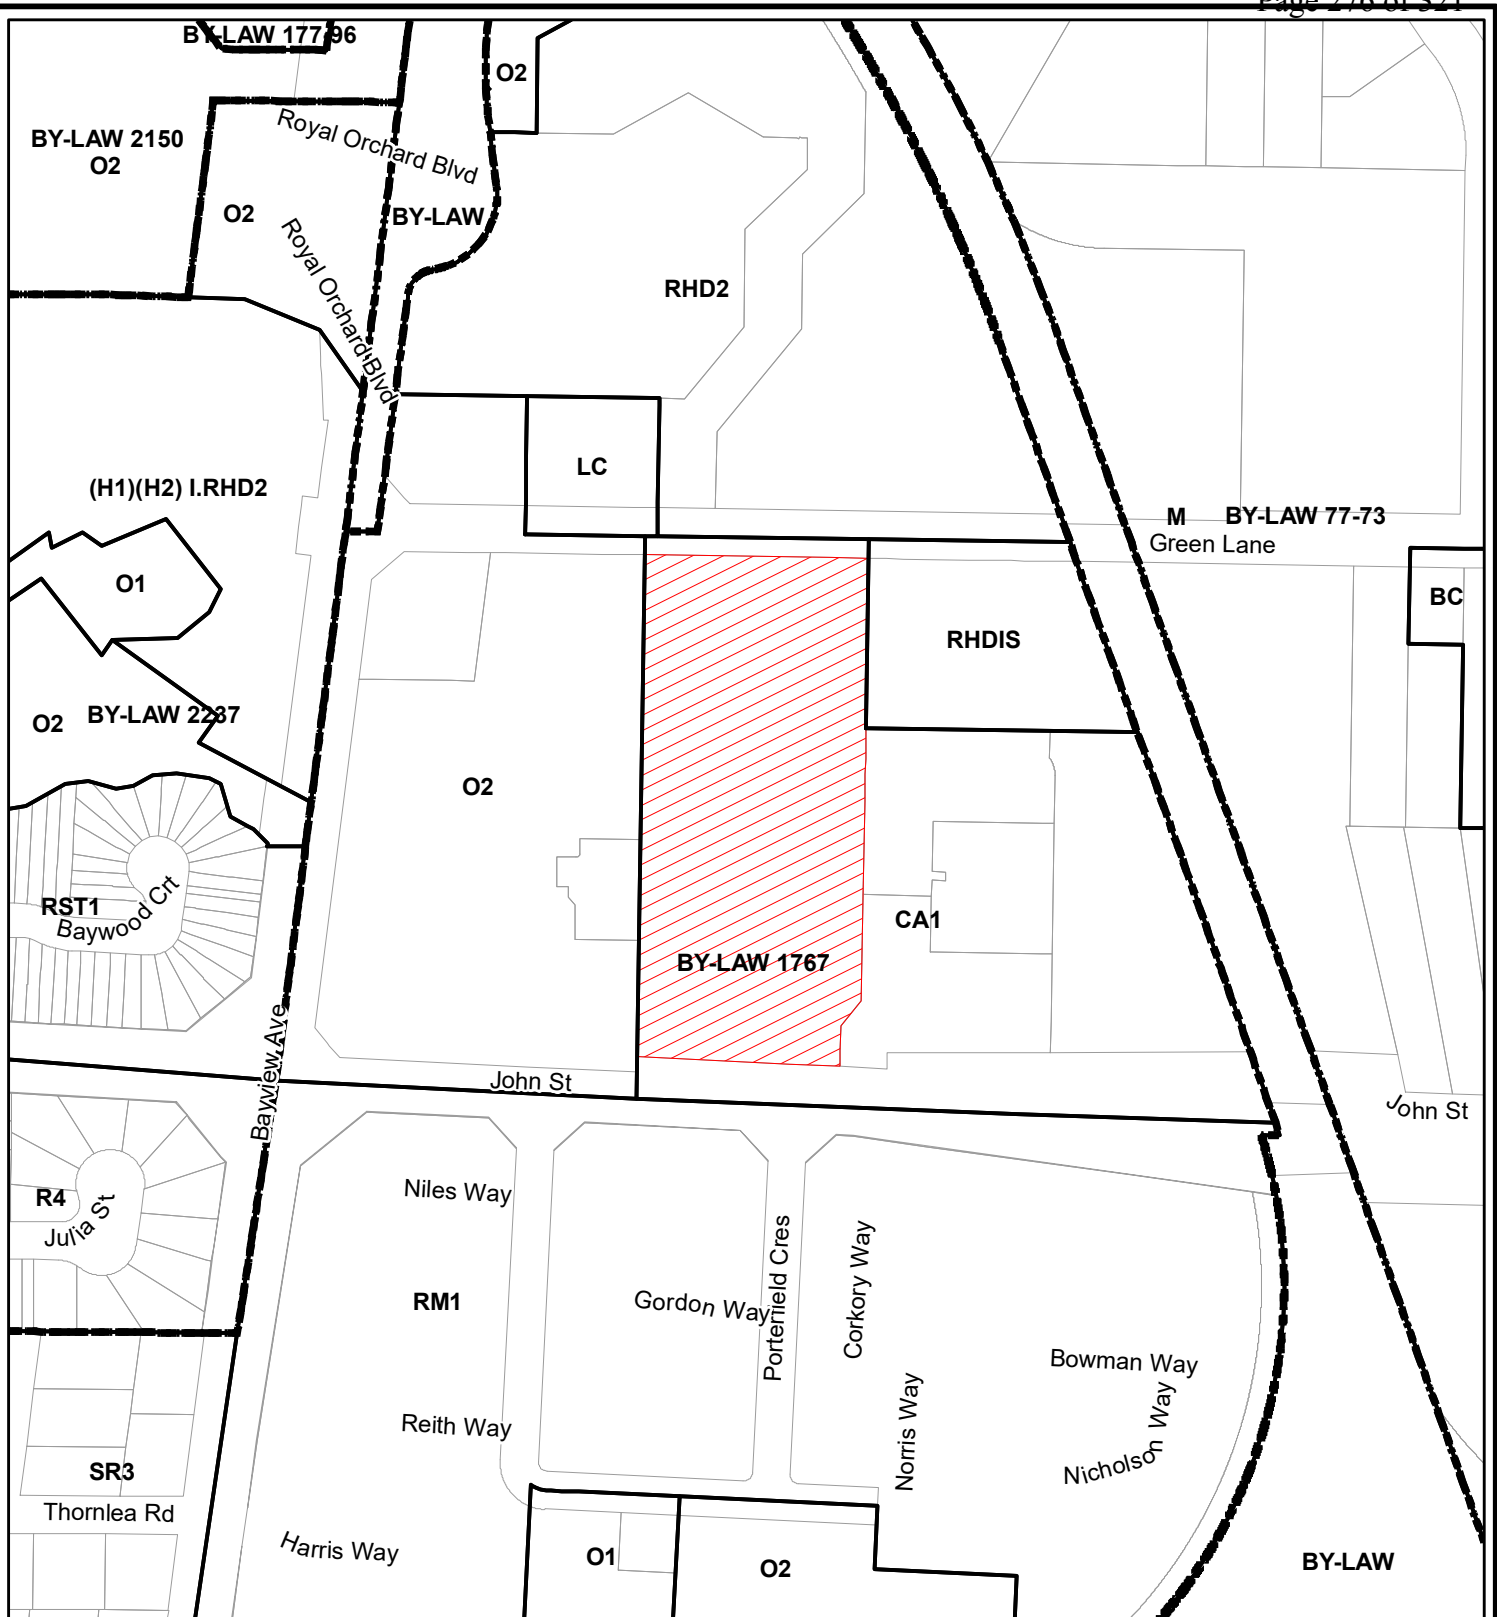 Page 276 of 321
BY-LAW 177-96
O2
BY-LAW 2150
O2
Royal Orchard Blvd
O2
BY-LAW
Royal Orchard Blvd
RHD2
LC
(H1)(H2) I.RHD2
M BY-LAW 77-73
Green Lane
O1
BC
RHDIS
O2
BY-LAW 2237
O2
RST1
Baywood Crt
CA1
BY-LAW 1767
Bayview Ave
John St
John St
Niles Way
R4
Julia St
Porterfield Cres
Corkory Way
RM1
Gordon Way
Bowman Way
Norris Way
Nicholson Way
Reith Way
SR3
Thornlea Rd
Harris Way
O1
O2
BY-LAW